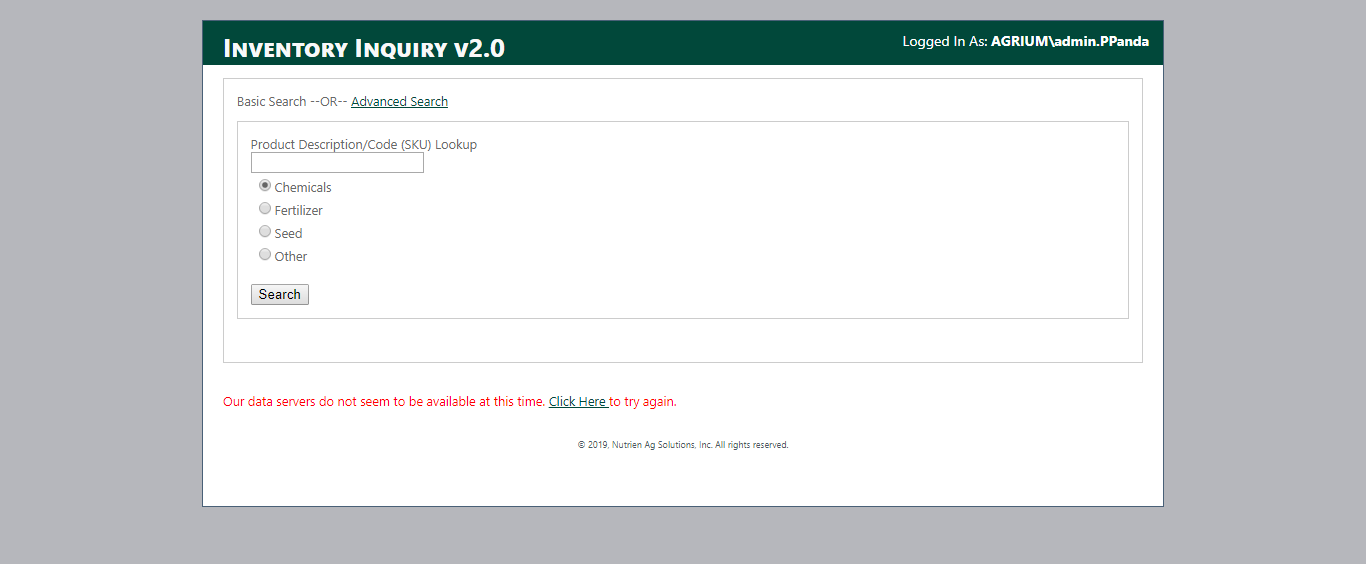 INVENTORY INQUIRY V2.0
Logged In As: AGRIUM\admin.PPanda
Basic Search --OR-- Advanced Search
Product Description/Code (SKU) Lookup
Chemicals
Fertilizer
Seed
Other
Search
Our data servers do not seem to be available at this time. Click Here to try again.
© 2019, Nutrien Ag Solutions, Inc. All rights reserved.